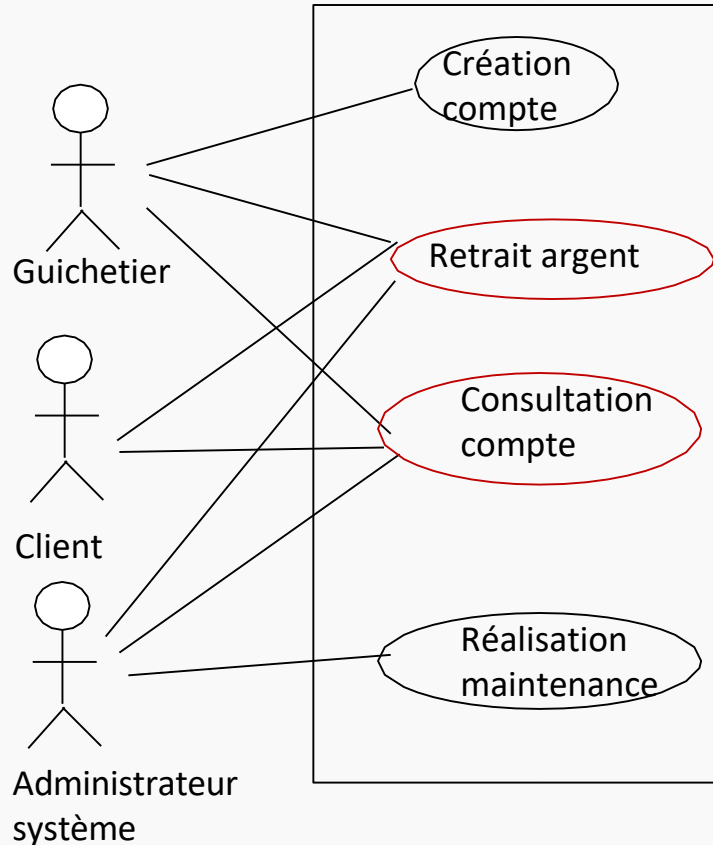 Création
compte
Guichetier
Retrait argent
Consultation
compte
Client
Réalisation
maintenance
Administrateur
système